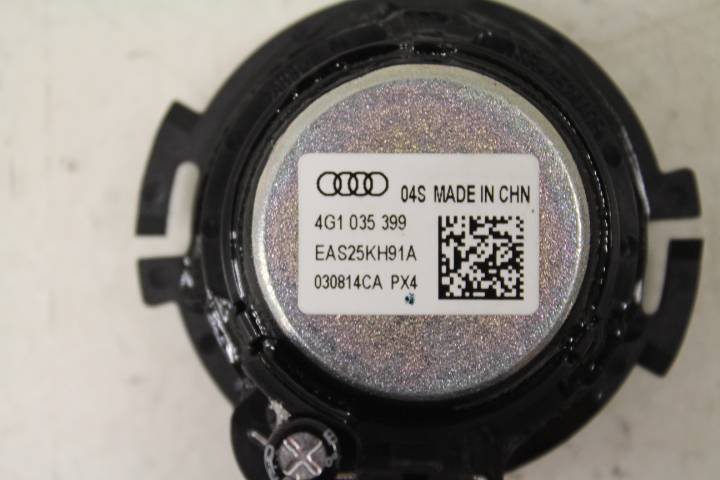 04S MADE IN CHN
4G1 035 399
EAS25KH91A
030814CA PX4